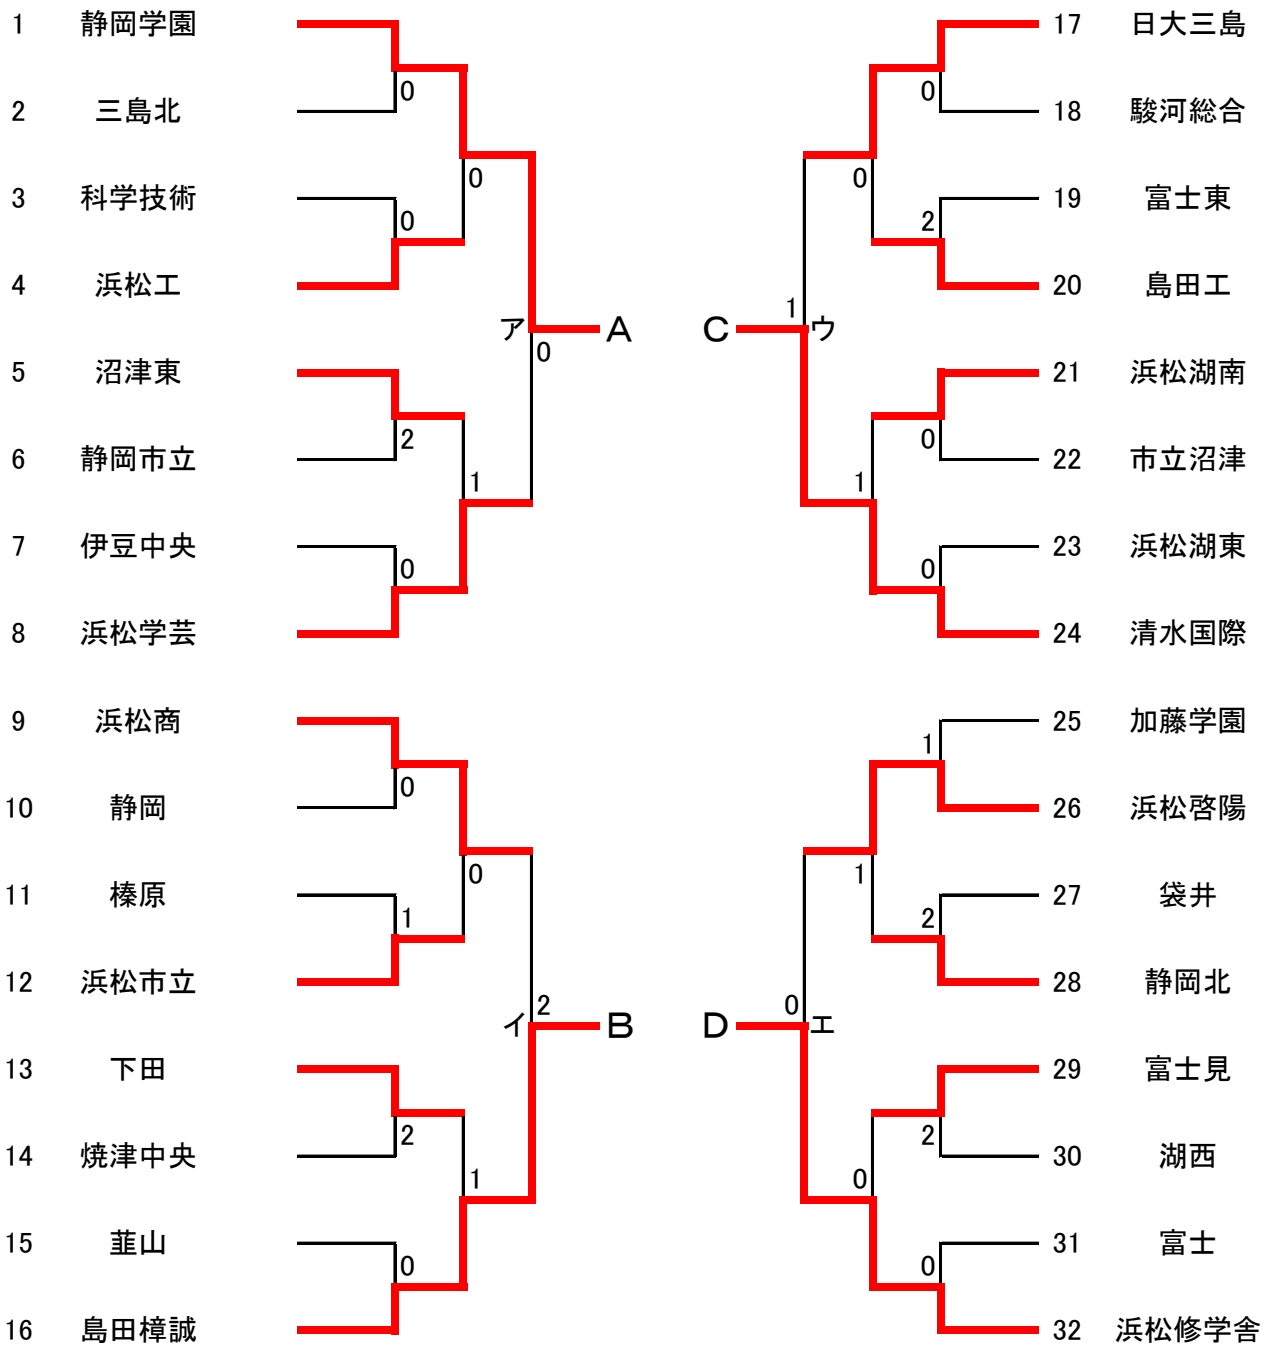 1 静岡学園
0
2 三島北
0
3 科学技術
0
4 浜松工
ア A
0
5 沼津東
2
6 静岡市立
1
7 伊豆中央
0
8 浜松学芸
9 浜松商
0
10 静岡
0
11 榛原
1
12 浜松市立
2
イ B
13 下田
2
14 焼津中央
1
15 韮山
0
16 島田樟誠
17 日大三島
0
18 駿河総合
0
19 富士東
2
20 島田工
1
C ウ
21 浜松湖南
0
22 市立沼津
1
23 浜松湖東
0
24 清水国際
25 加藤学園
1
26 浜松啓陽
1
27 袋井
2
28 静岡北
0
D エ
29 富士見
2
30 湖西
0
31 富士
0
32 浜松修学舎